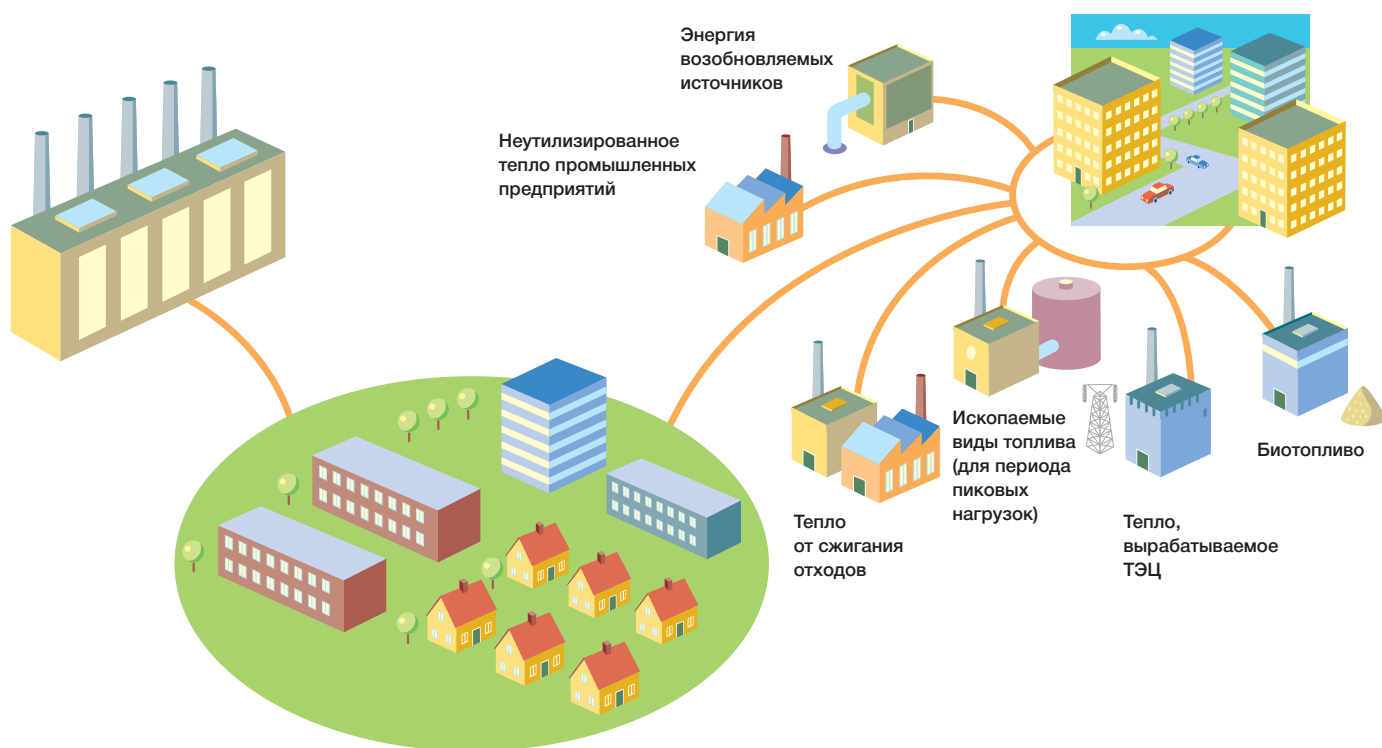 Энергия
возобновляемых
источников
Неутилизированное
тепло промышленных
предприятий
Ископаемые
виды топлива
(для периода
пиковых
нагрузок)
Биотопливо
Тепло
от сжигания
отходов
Тепло,
вырабатываемое
ТЭЦ